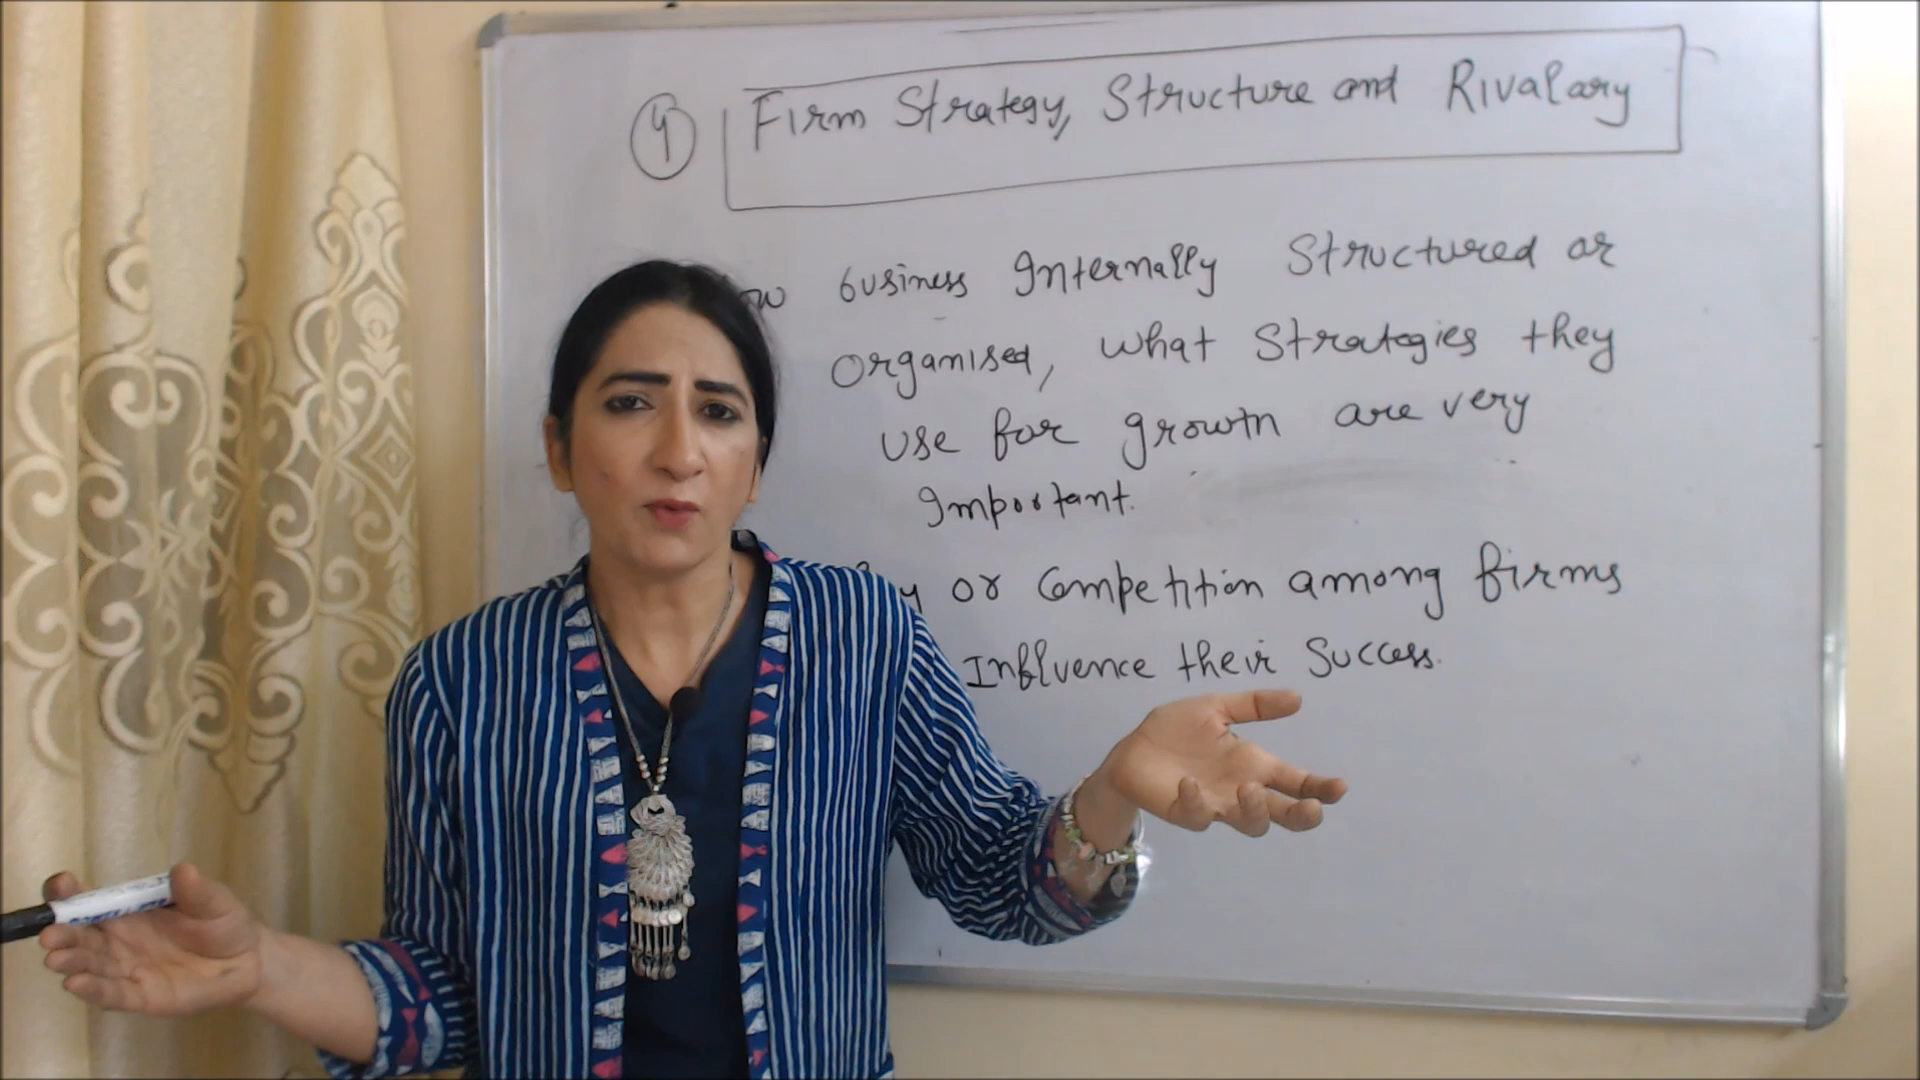 4 Firm Strategy, Structure and Rivalary
business Internally Structured or
organised, what strategies they
use for growth are very
Important.
or Competition among firms
Influence their Success.